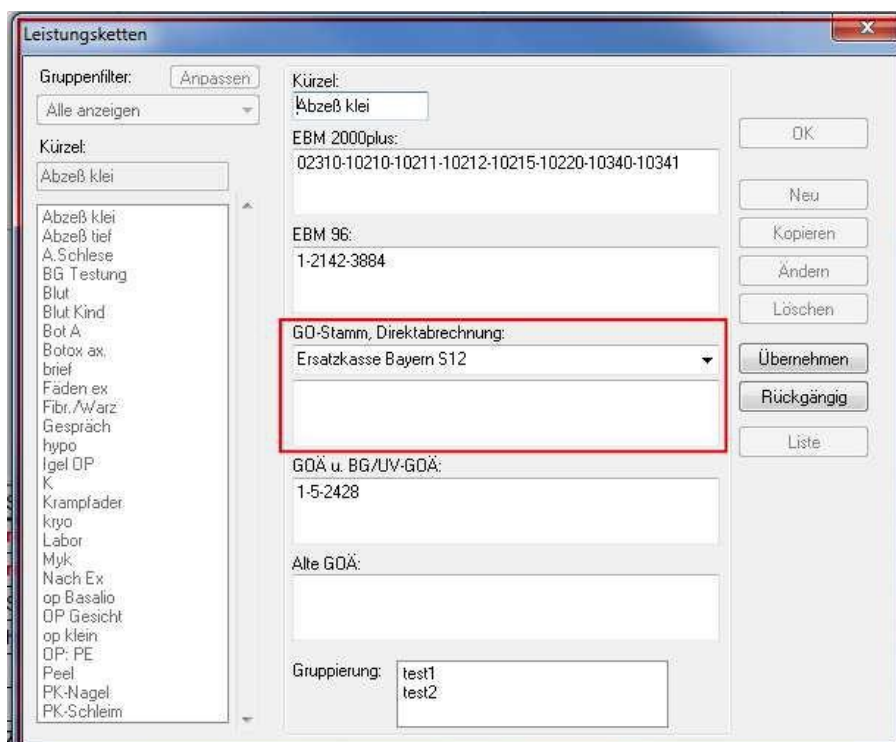 Leistungsketten
Gruppenfilter:
Anpassen
Alle anzeigen
Kürzel:
Abzeß klei
Abzeß klei
Abzeß tief
A.Schlese
BG Testung
Blut
Blut Kind
Bot A
Botox ax.
brief
Fäden ex
Fibr./Warz
Gespräch
hypo
Igel OP
K
Krampfader
kryo
Labor
Myk
Nach Ex
op Basalio
OP Gesicht
op klein
OP: PE
Peel
PK-Nagel
PK-Schleim
Kürzel:
Abzeß klei
EBM 2000plus:
02310-10210-10211-10212-10215-10220-10340-10341
EBM 96:
1-2142-3884
GO-Stamm, Direktabrechnung:
Ersatzkasse Bayern S12
GOÄ u. BG/UV-GOÄ:
1-5-2428
Alte GOÄ:
Gruppierung:
test1
test2
OK
Neu
Kopieren
Ändern
Löschen
Übernehmen
Rückgängig
Liste